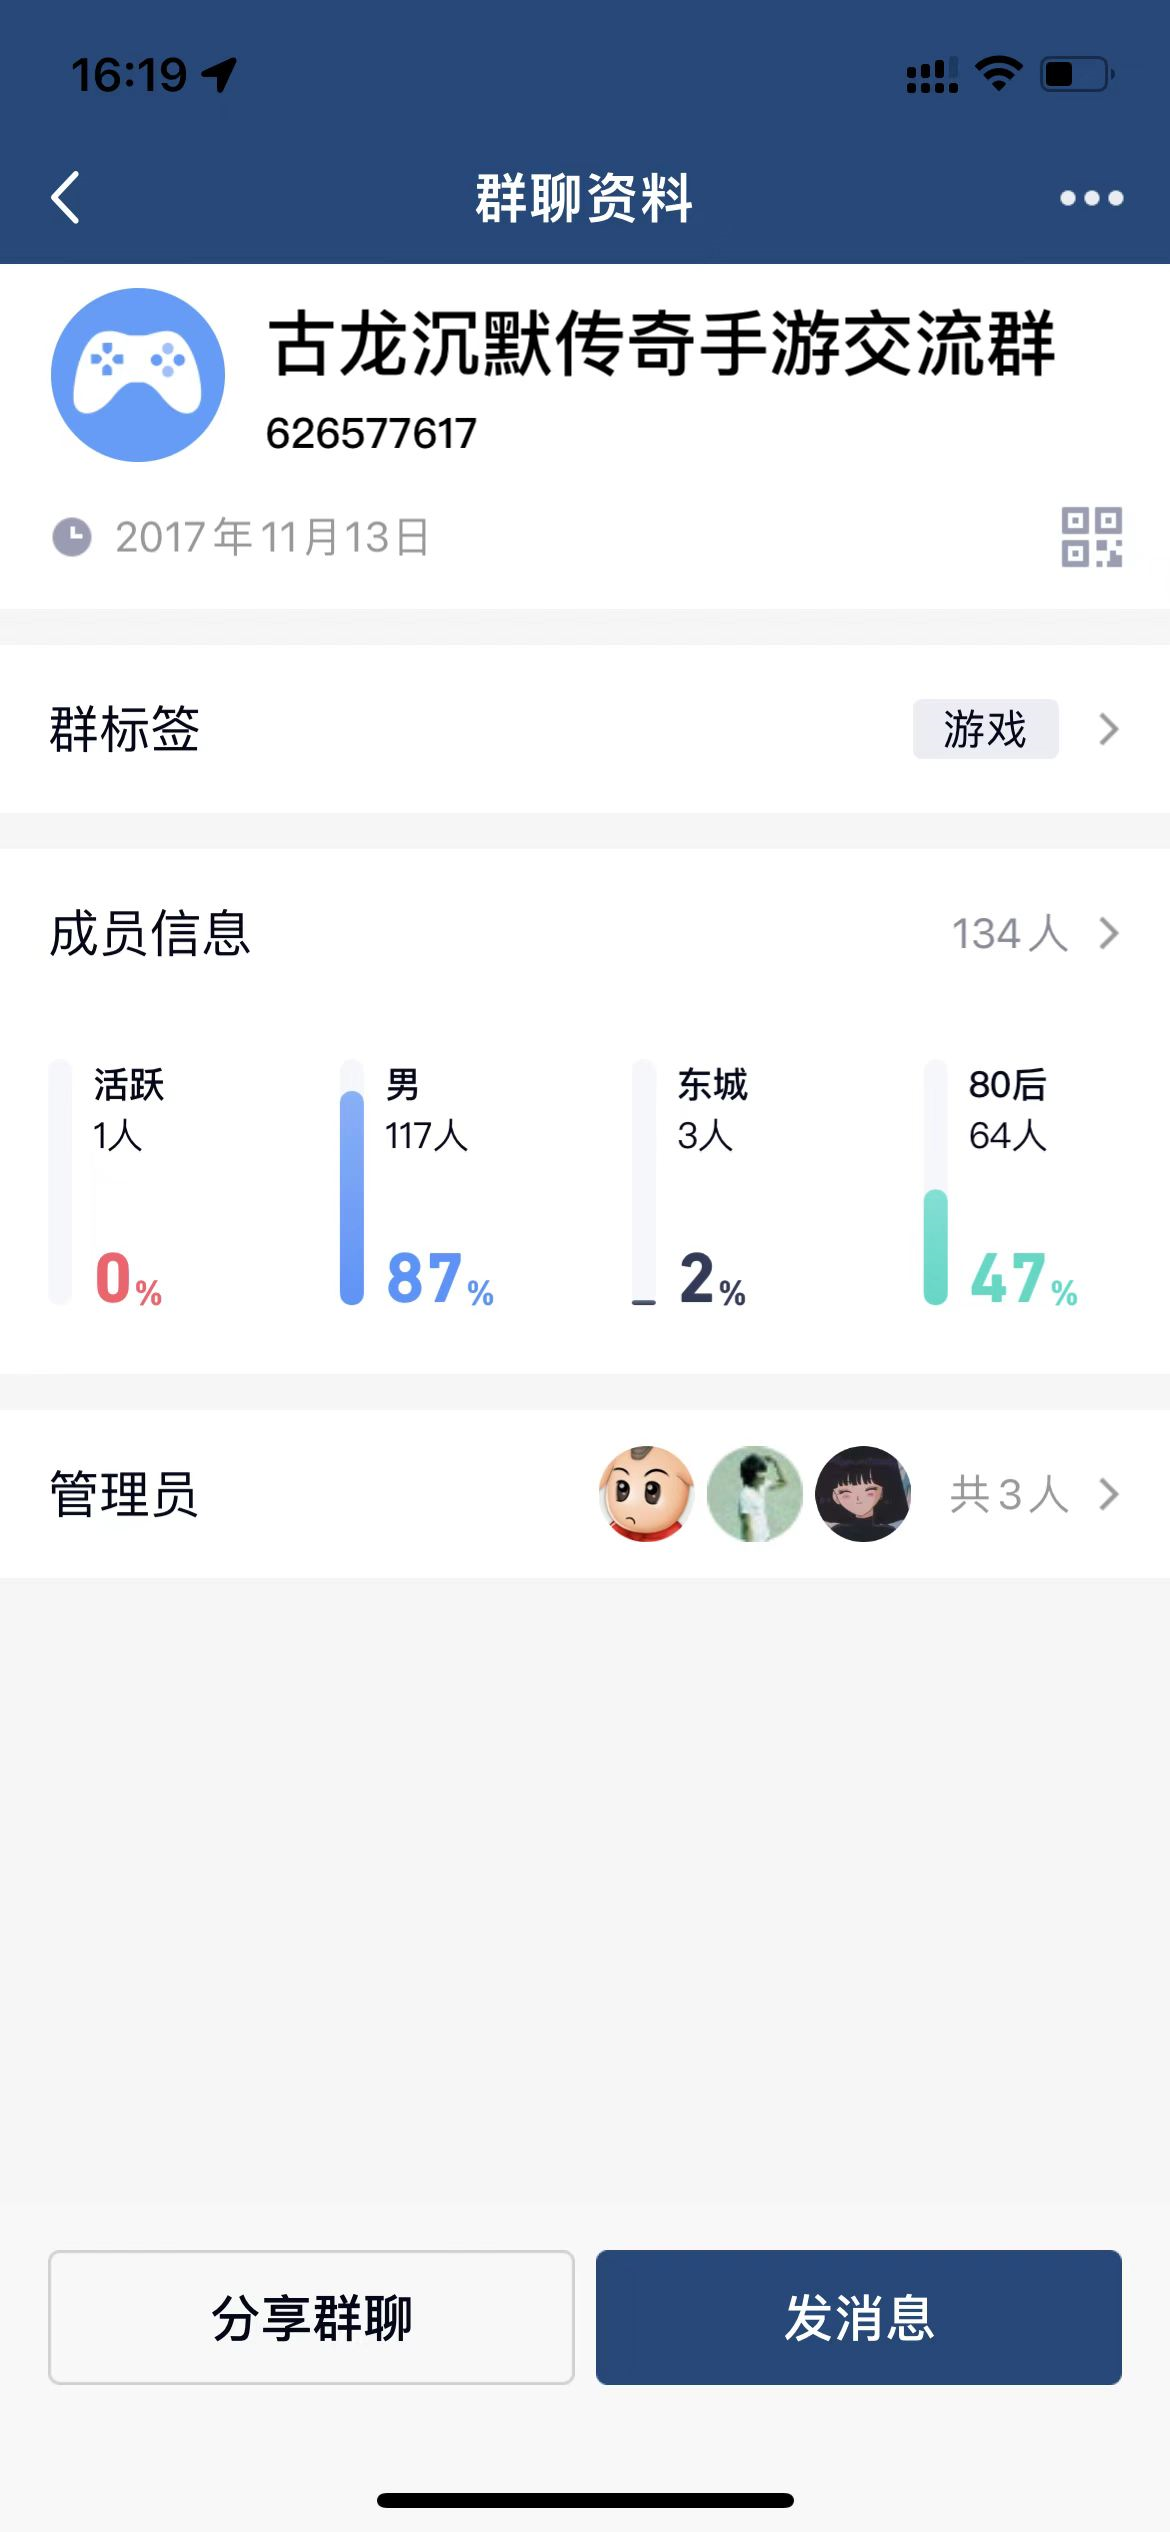 16:19
群聊资料
古龙沉默传奇手游交流群
626577617
2017年11月13日
群标签
游戏
成员信息
134人
活跃
1人
0%
男
117人
87%
东城
3人
2%
80后
64人
47%
管理员
共3人
分享群聊
发消息